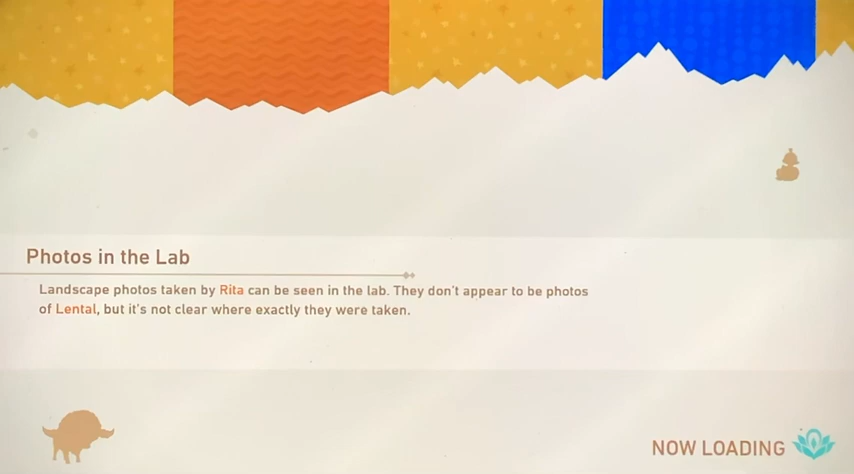 Photos in the Lab
Landscape photos taken by Rita can be seen in the lab. They don't appear to be photos
of Lental, but it's not clear where exactly they were taken.
NOW LOADING